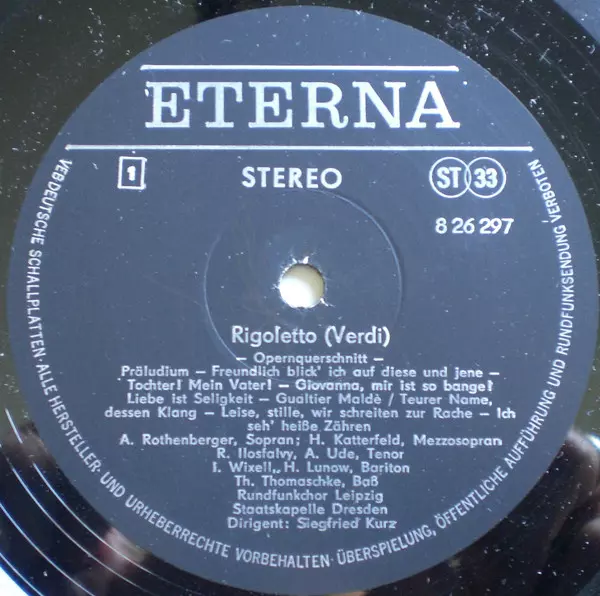 ETERNA
1
STEREO
ST 33
8 26 297
Rigoletto (Verdi)
– Opernquerschnitt –
Präludium – Freundlich blick' ich auf diese und jene –
Tochter! Mein Vater! – Giovanna, mir ist so bange!
Liebe ist Seligkeit – Gualtier Maldè / Teurer Name,
dessen Klang – Leise, stille, wir schreiten zur Rache – Ich
seh' heiße Zähren
A. Rothenberger, Sopran; H. Katterfeld, Mezzosopran
R. Ilosfalvy, A. Ude, Tenor
I. Wixell, H. Lunow, Bariton
Th. Thomaschke, Baß
Rundfunkchor Leipzig
Staatskapelle Dresden
Dirigent: Siegfried Kurz
VEB DEUTSCHE SCHALLPLATTEN · ALLE HERSTELLER- UND URHEBERRECHTE VORBEHALTEN · ÜBERSPIELUNG, ÖFFENTLICHE AUFFÜHRUNG UND RUNDFUNKSENDUNG VERBOTEN